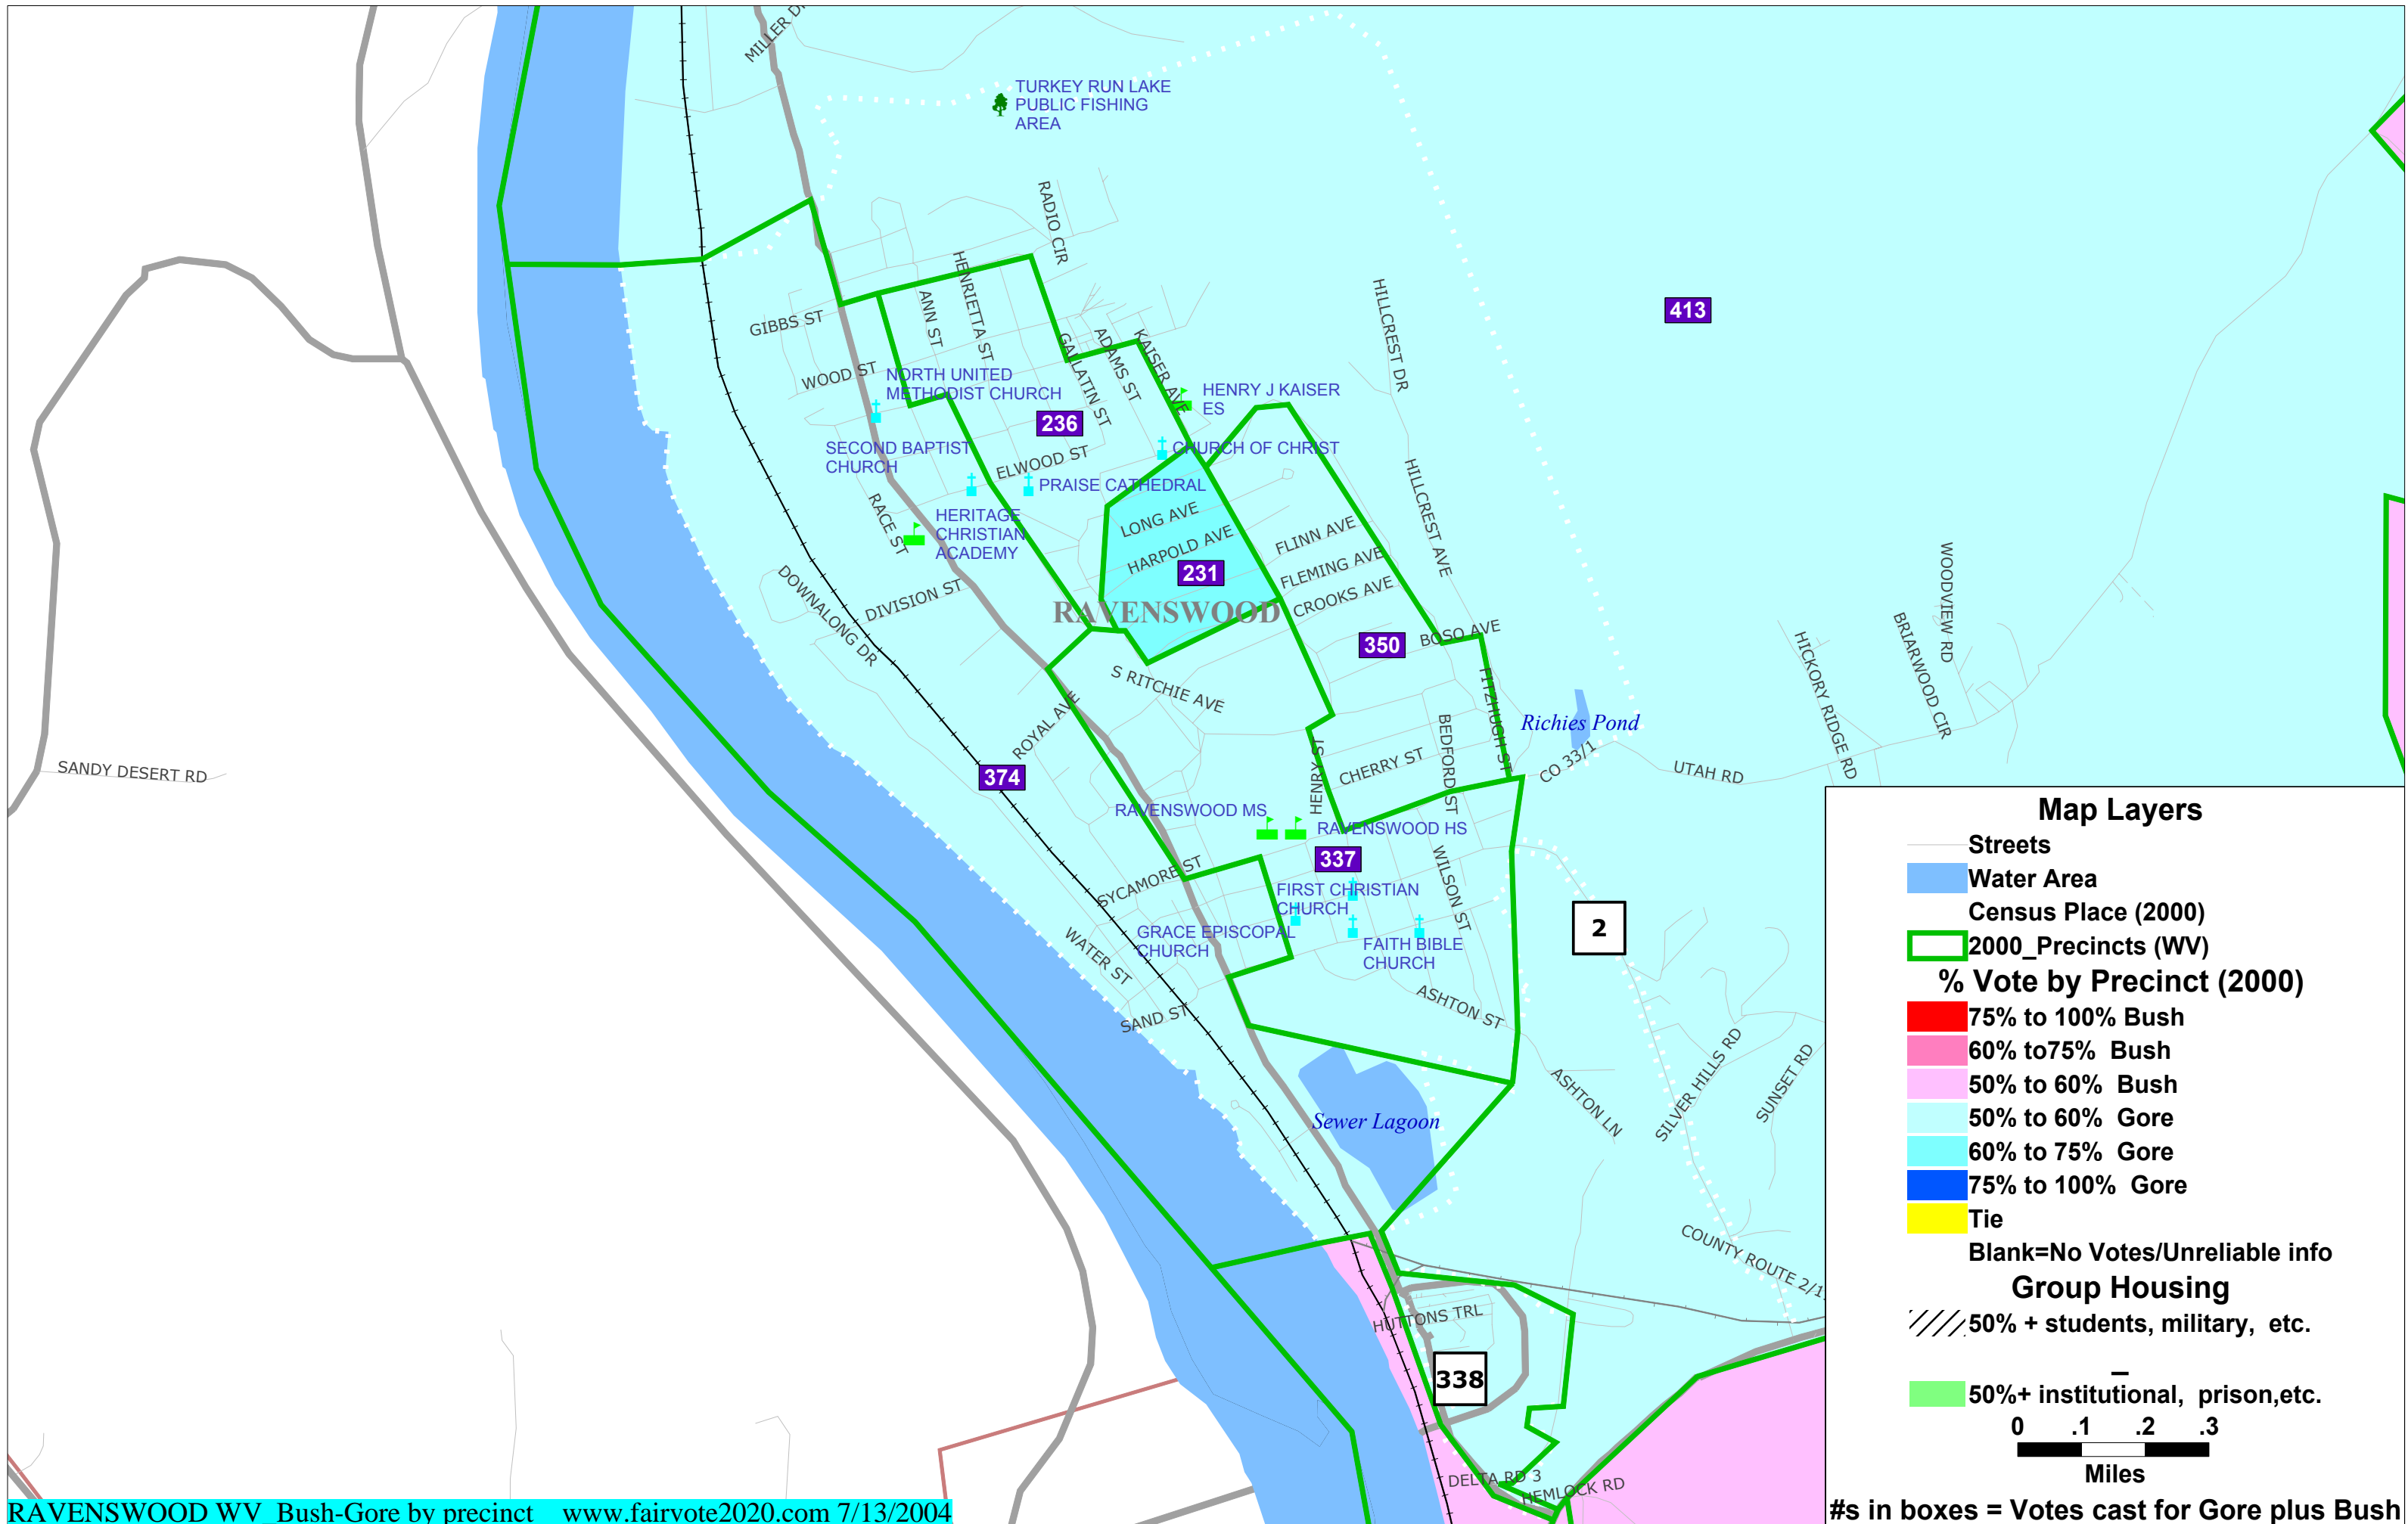 MILLER DR
TURKEY RUN LAKE
PUBLIC FISHING
AREA
RADIO CIR
HENRIETTA ST
ANN ST
GIBBS ST
413
HILLCREST DR
WOOD ST
NORTH UNITED
METHODIST CHURCH
GALLATIN ST
ADAMS ST
KAISER AVE
HENRY J KAISER
ES
236
SECOND BAPTIST
CHURCH
ELWOOD ST
CHURCH OF CHRIST
PRAISE CATHEDRAL
HILLCREST AVE
RACE ST
HERITAGE
CHRISTIAN
ACADEMY
LONG AVE
HARPOLD AVE
FLINN AVE
FLEMING AVE
CROOKS AVE
231
RAVENSWOOD
DOWNALONG DR
DIVISION ST
350
BOSO AVE
WOODVIEW RD
BRIARWOOD CIR
HICKORY RIDGE RD
S RITCHIE AVE
ROYAL AVE
FITZHUGH ST
BEDFORD ST
Richies Pond
CO 33/1
UTAH RD
SANDY DESERT RD
374
HENRY ST
CHERRY ST
RAVENSWOOD MS
RAVENSWOOD HS
337
SYCAMORE ST
WILSON ST
FIRST CHRISTIAN
CHURCH
GRACE EPISCOPAL
CHURCH
FAITH BIBLE
CHURCH
2
WATER ST
SAND ST
ASHTON ST
ASHTON LN
SILVER HILLS RD
SUNSET RD
Sewer Lagoon
COUNTY ROUTE 2/1
HUTTONS TRL
338
DELTA RD 3
HEMLOCK RD
Map Layers
Streets
Water Area
Census Place (2000)
2000_Precincts (WV)
% Vote by Precinct (2000)
75% to 100% Bush
60% to75% Bush
50% to 60% Bush
50% to 60% Gore
60% to 75% Gore
75% to 100% Gore
Tie
Blank=No Votes/Unreliable info
Group Housing
50% + students, military, etc.
_
50%+ institutional, prison,etc.
0 .1 .2 .3
Miles
#s in boxes = Votes cast for Gore plus Bush
RAVENSWOOD WV_Bush-Gore by precinct www.fairvote2020.com 7/13/2004